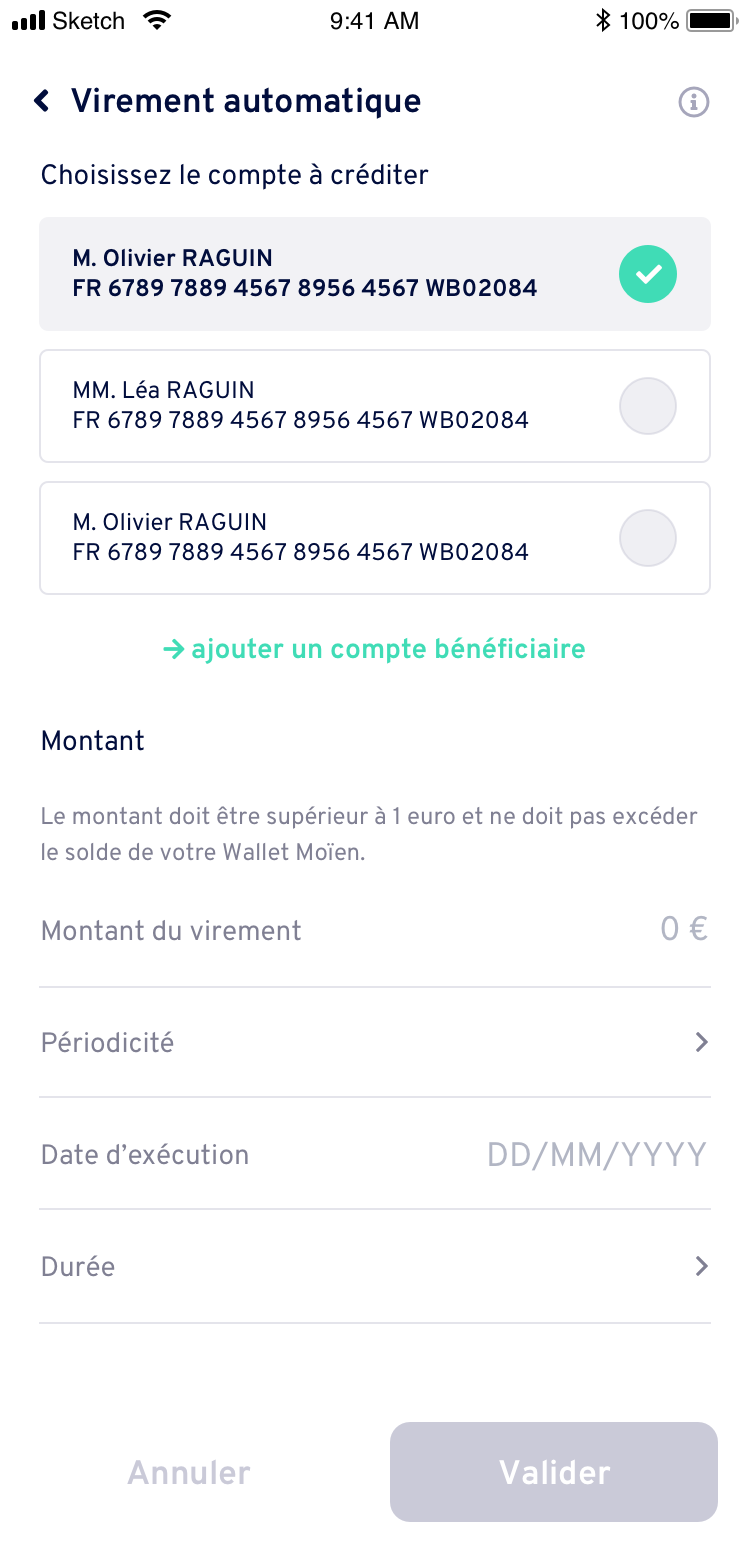 Sketch 9:41 AM 100%
Virement automatique
Choisissez le compte à créditer
M. Olivier RAGUIN
FR 6789 7889 4567 8956 4567 WB02084
MM. Léa RAGUIN
FR 6789 7889 4567 8956 4567 WB02084
M. Olivier RAGUIN
FR 6789 7889 4567 8956 4567 WB02084
→ ajouter un compte bénéficiaire
Montant
Le montant doit être supérieur à 1 euro et ne doit pas excéder
le solde de votre Wallet Moïen.
Montant du virement 0 €
Périodicité
Date d’exécution DD/MM/YYYY
Durée
Annuler Valider